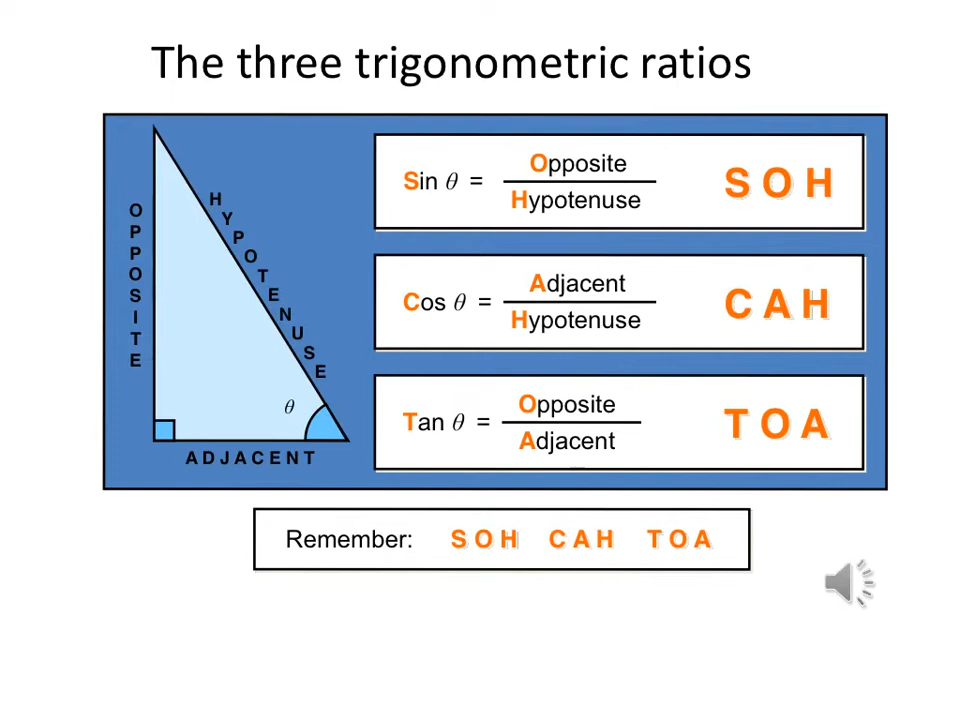 The three trigonometric ratios
OPPOSITE
HYPOTENUSE
θ
ADJACENT
Sin θ = Opposite / Hypotenuse
S O H
Cos θ = Adjacent / Hypotenuse
C A H
Tan θ = Opposite / Adjacent
T O A
Remember: S O H C A H T O A